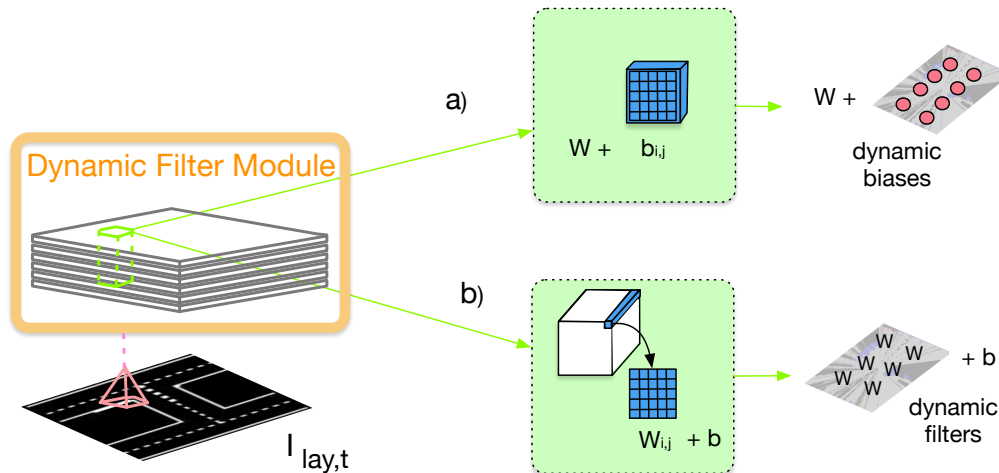 a)
W + b i,j
W +
dynamic
biases
Dynamic Filter Module
b)
W i,j + b
W
W
W
W
W
W
+ b
dynamic
filters
I lay,t